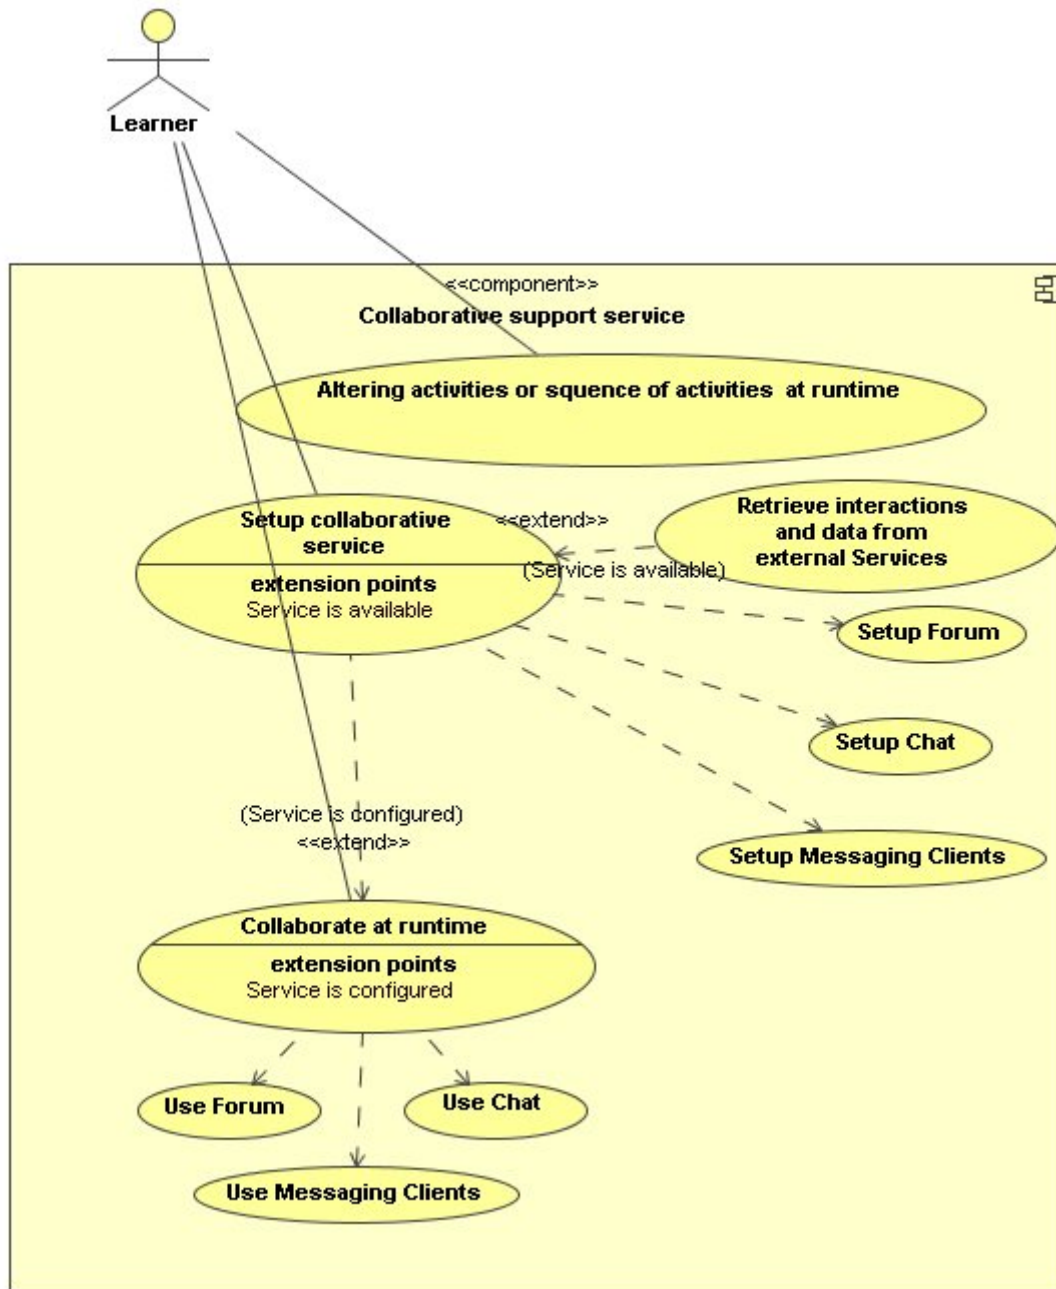 Learner
<<component>>
Collaborative support service
Altering activities or squence of activities at runtime
Setup collaborative
service
extension points
Service is available
<<extend>>
(Service is available)
Retrieve interactions
and data from
external Services
Setup Forum
Setup Chat
Setup Messaging Clients
(Service is configured)
<<extend>>
Collaborate at runtime
extension points
Service is configured
Use Forum
Use Chat
Use Messaging Clients